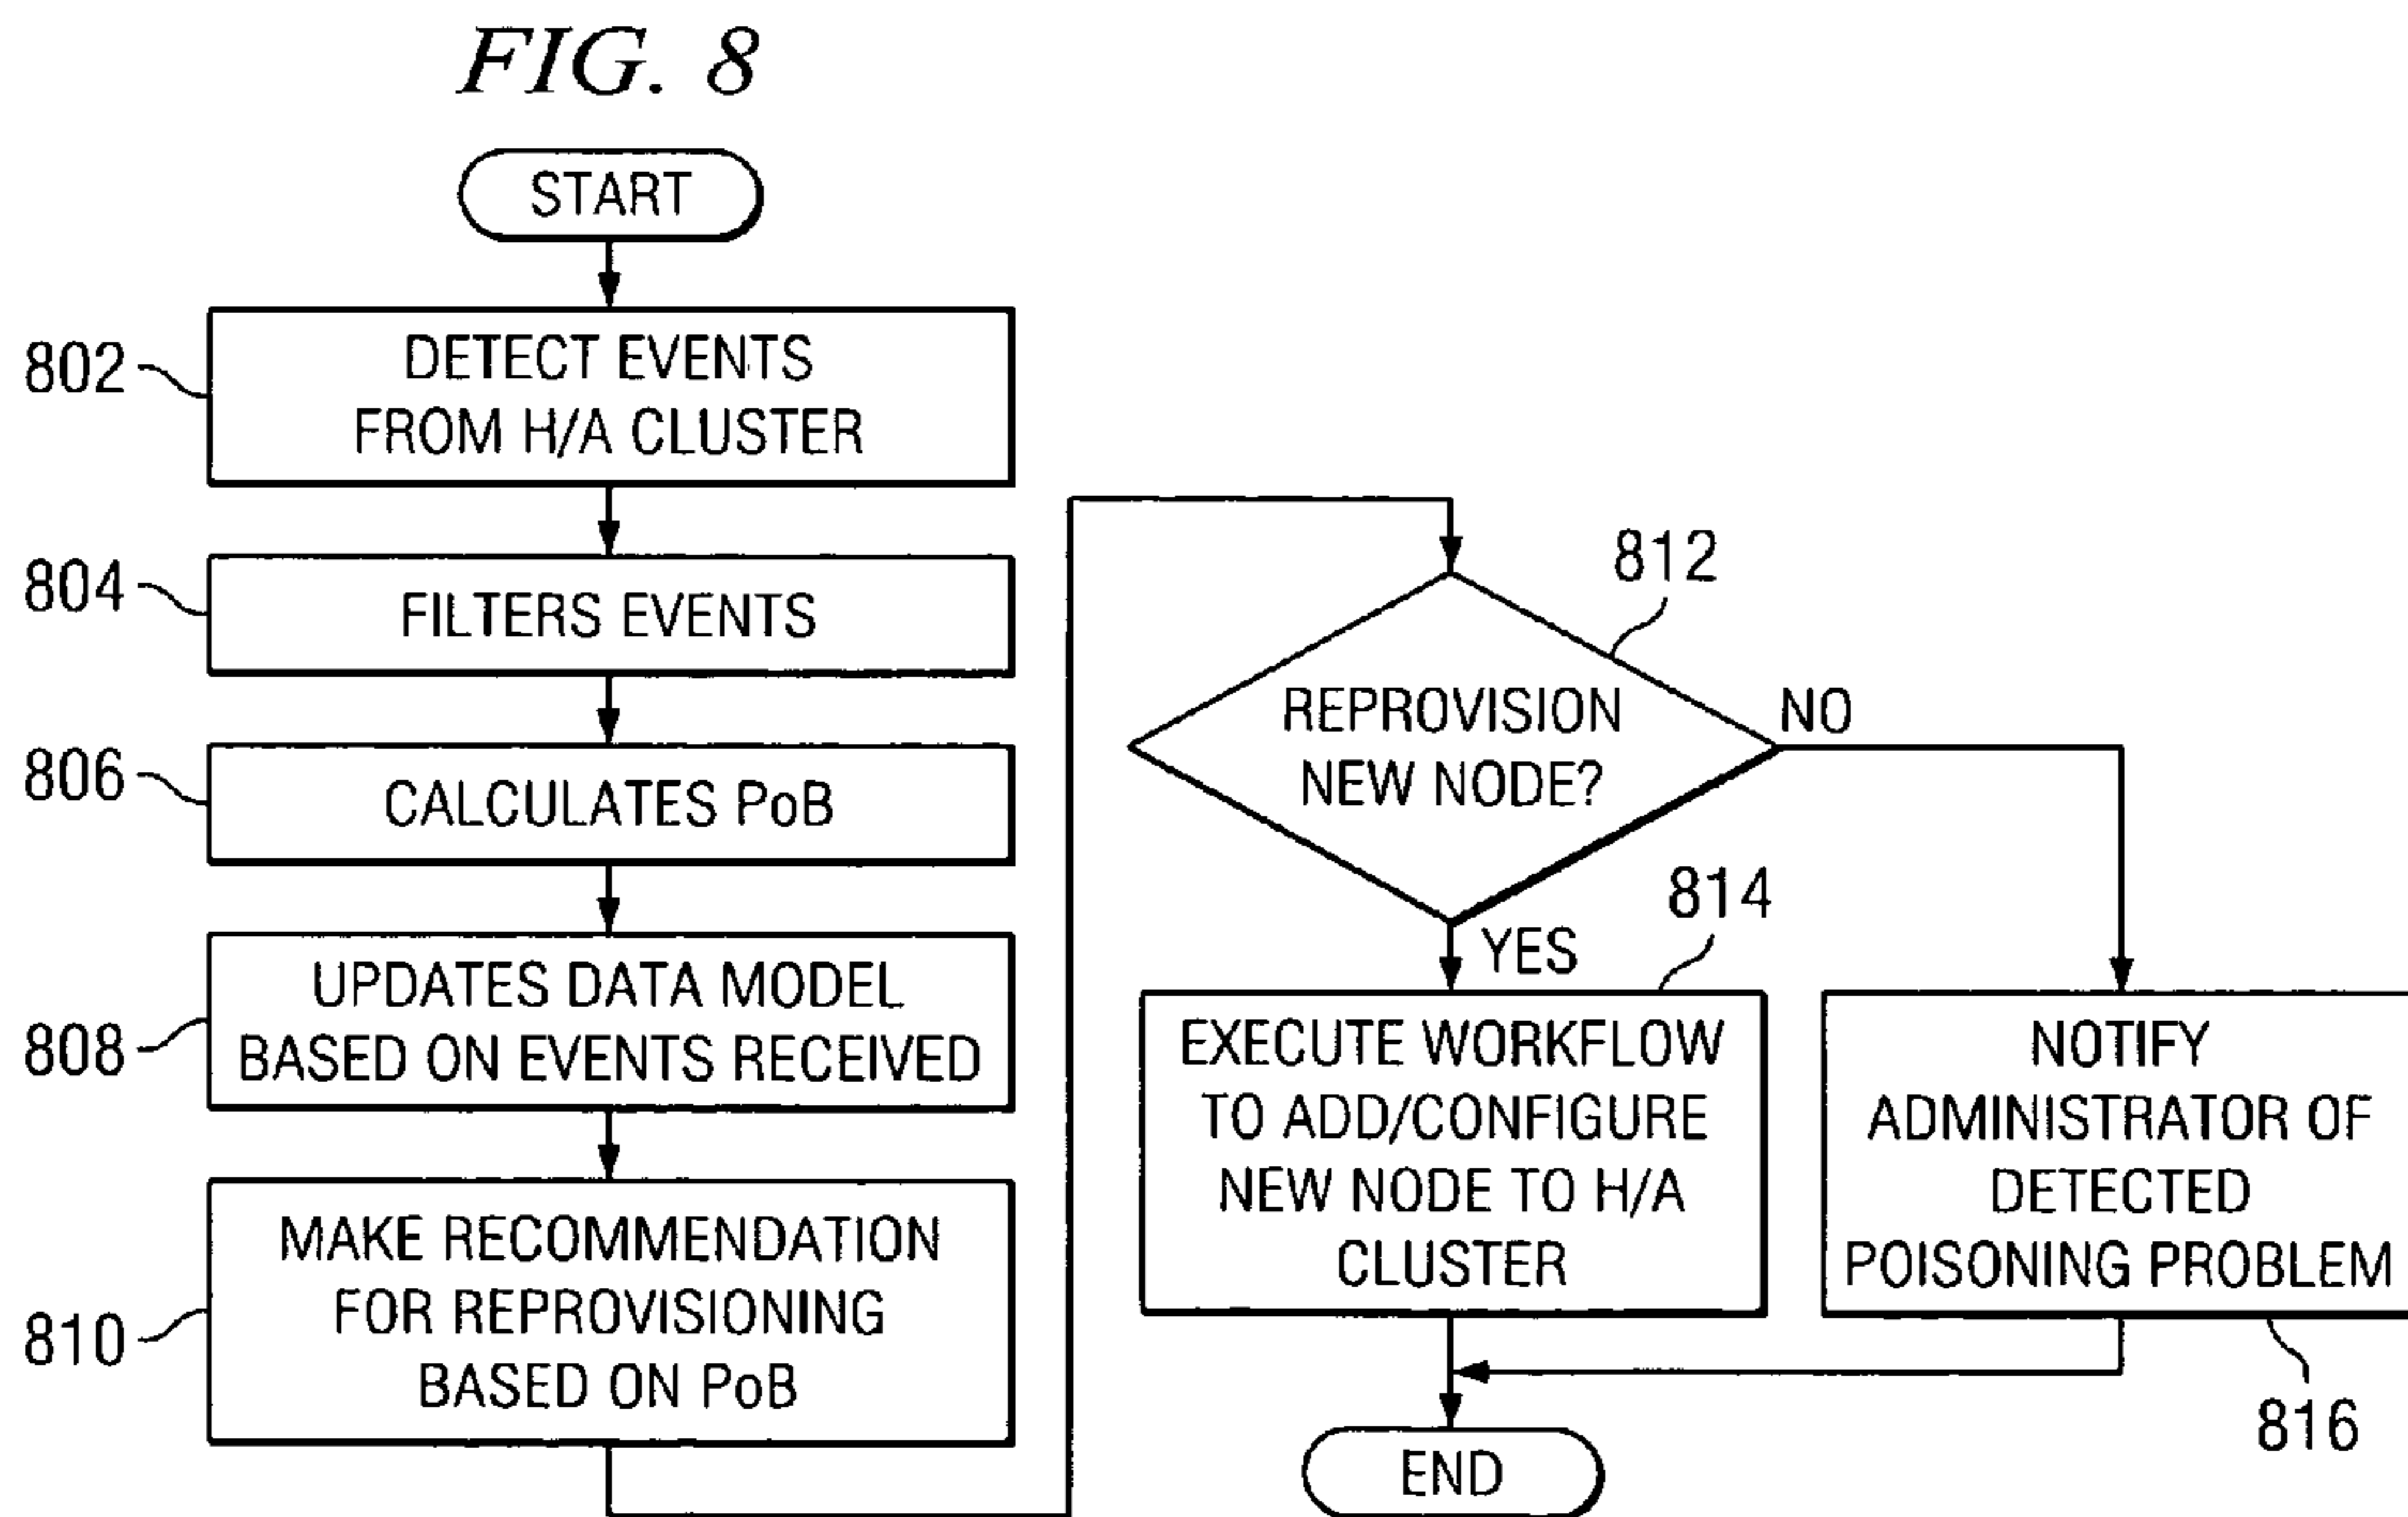 FIG. 8
START
802
DETECT EVENTS
FROM H/A CLUSTER
804
FILTERS EVENTS
806
CALCULATES PoB
808
UPDATES DATA MODEL
BASED ON EVENTS RECEIVED
810
MAKE RECOMMENDATION
FOR REPROVISIONING
BASED ON PoB
812
REPROVISION
NEW NODE?
NO
YES
814
EXECUTE WORKFLOW
TO ADD/CONFIGURE
NEW NODE TO H/A
CLUSTER
NOTIFY
ADMINISTRATOR OF
DETECTED
POISONING PROBLEM
816
END